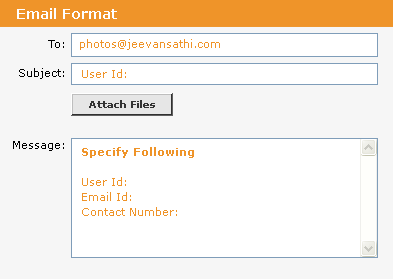 Email Format
To: photos@jeevansathi.com
Subject: User Id:
Attach Files
Message: Specify Following
User Id:
Email Id:
Contact Number: